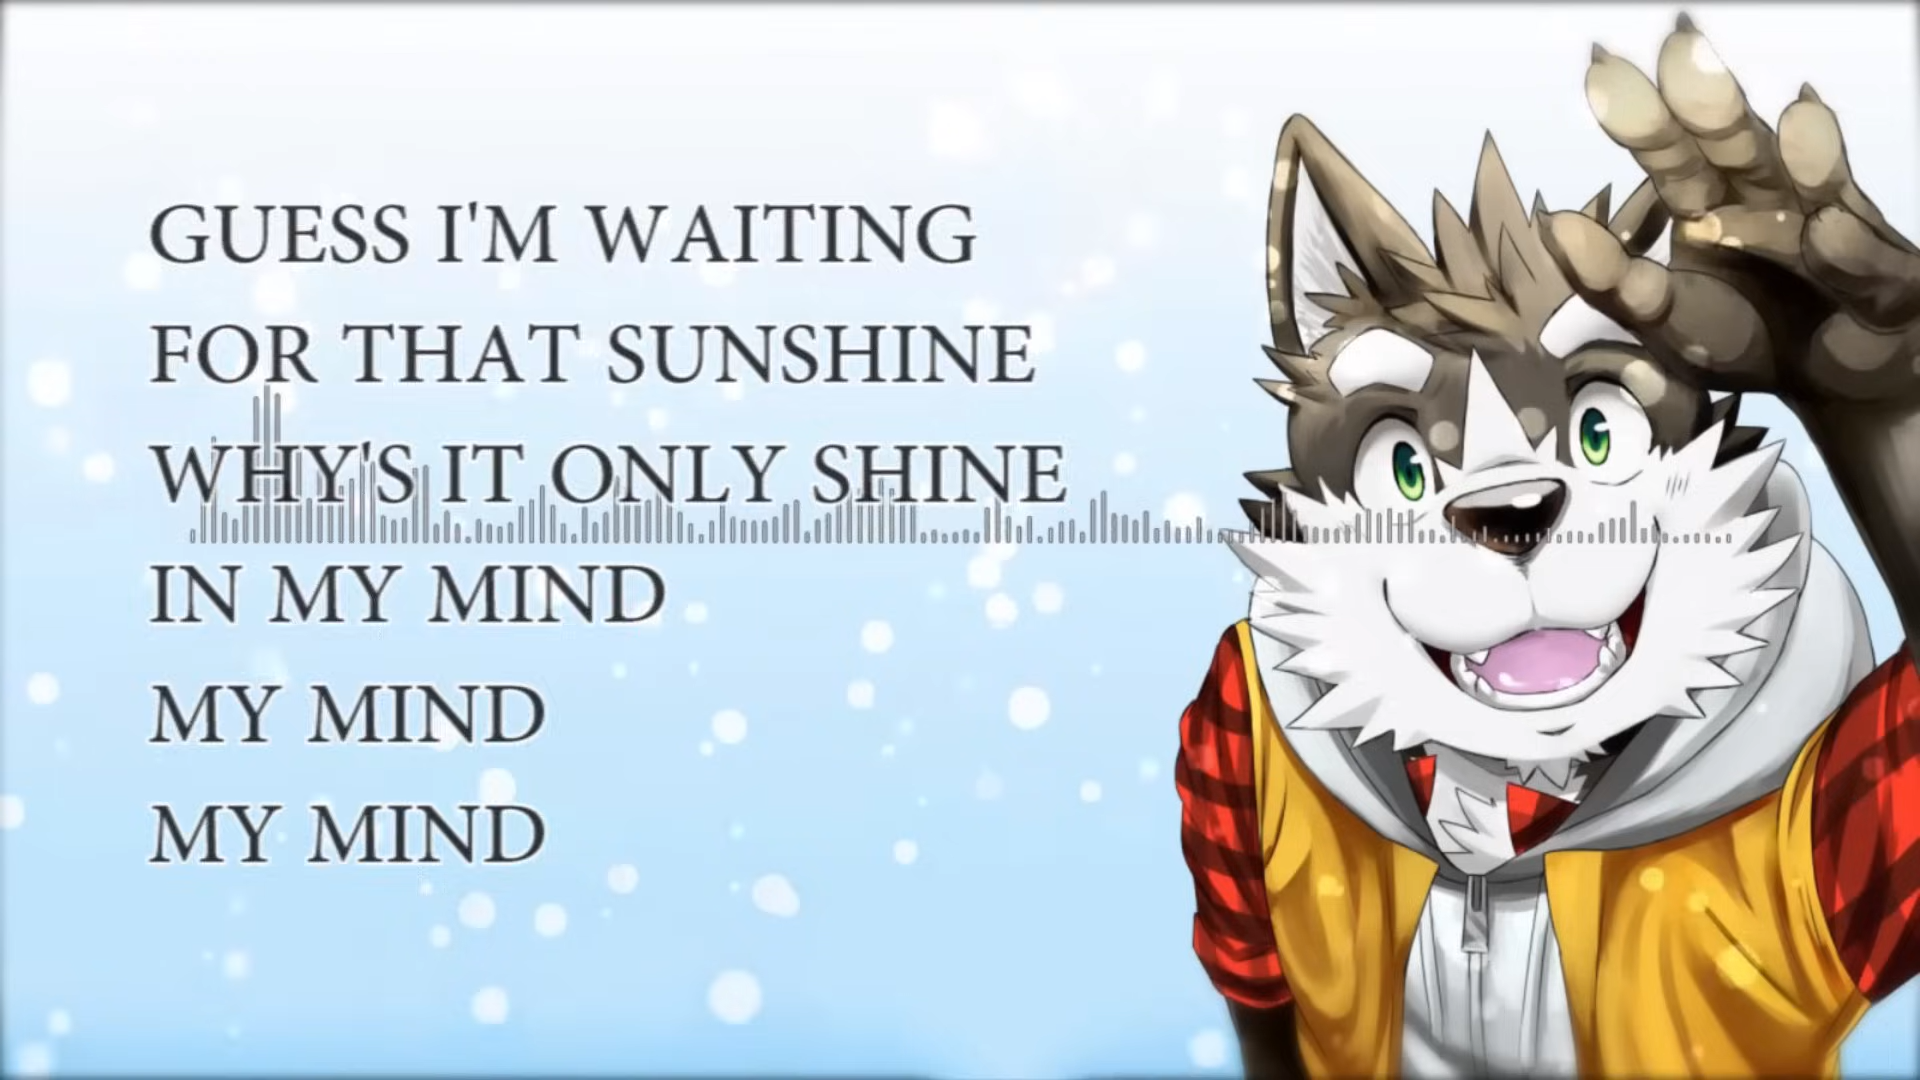 GUESS I'M WAITING
FOR THAT SUNSHINE
WHY'S IT ONLY SHINE
IN MY MIND
MY MIND
MY MIND